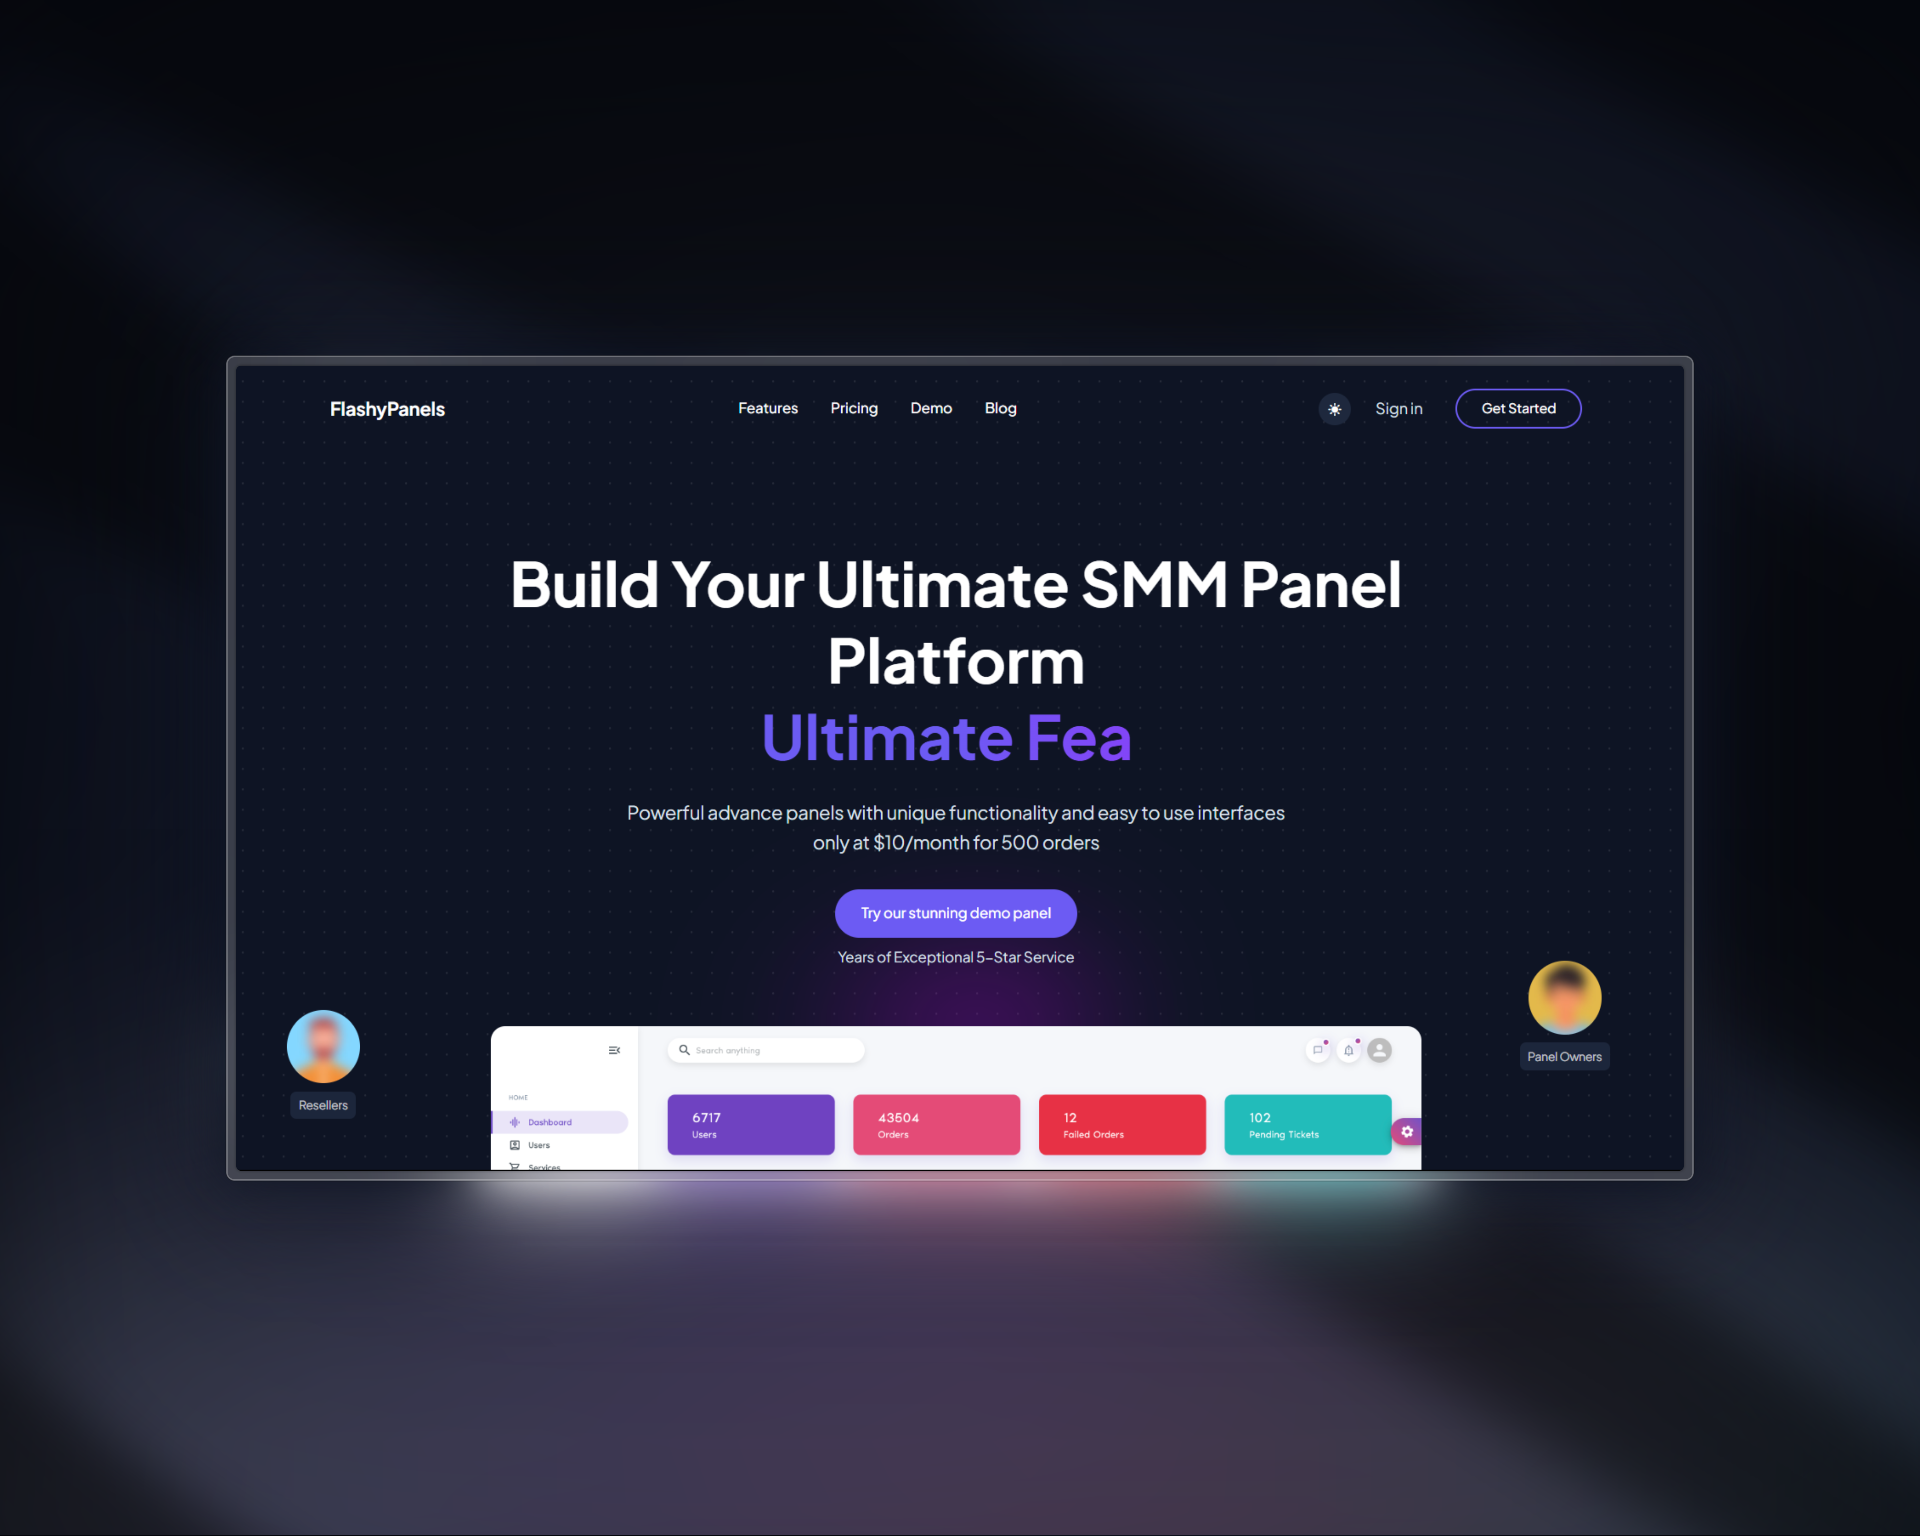 FlashyPanels
Features
Pricing
Demo
Blog
Sign in
Get Started
Build Your Ultimate SMM Panel
Platform
Ultimate Fea
Powerful advance panels with unique functionality and easy to use interfaces
only at $10/month for 500 orders
Try our stunning demo panel
Years of Exceptional 5-Star Service
Resellers
Panel Owners
Search anything
HOME
Dashboard
Users
Services
6717
Users
43504
Orders
12
Failed Orders
102
Pending Tickets